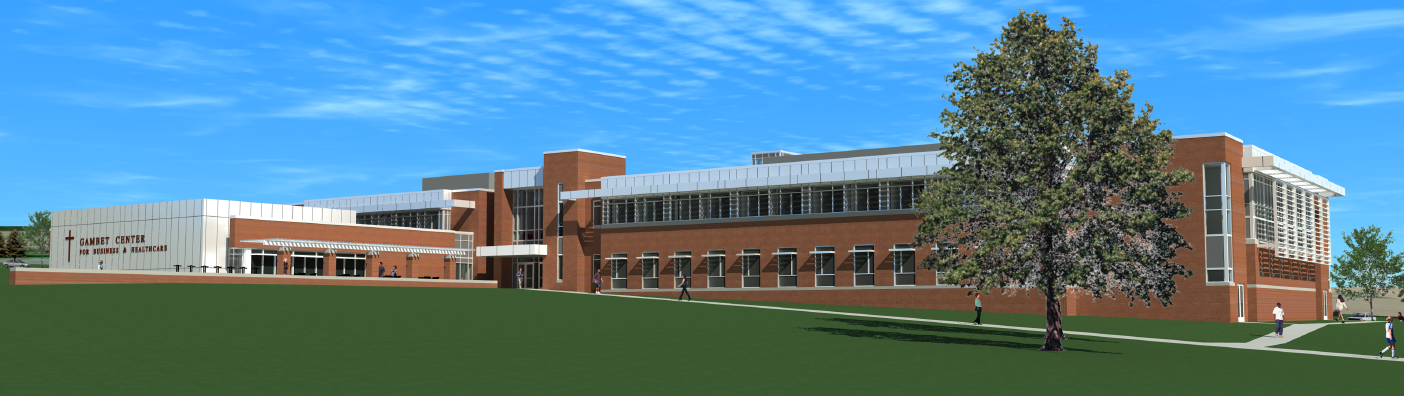 GAMBET CENTER
FOR BUSINESS & HEALTHCARE